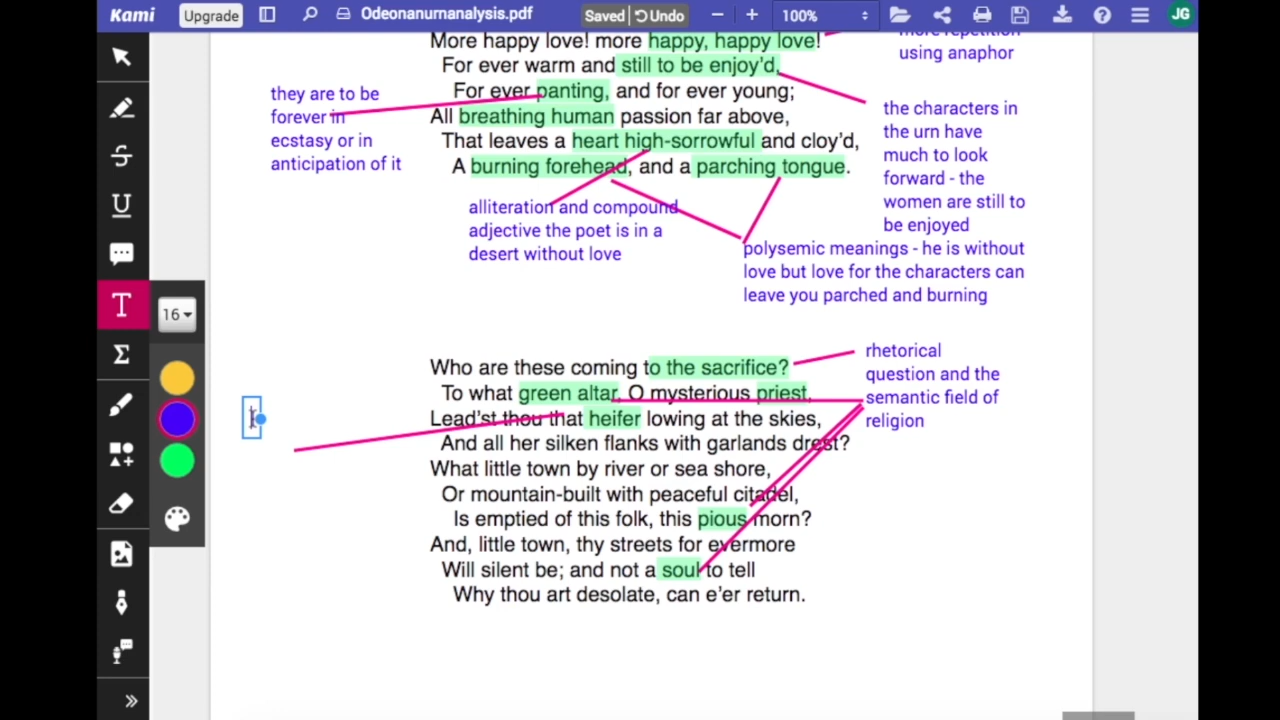 Kami
Upgrade
Odeonanurnanalysis.pdf
Saved
Undo
100%
JG
More happy love! more happy, happy love!
For ever warm and still to be enjoy'd,
For ever panting, and for ever young;
All breathing human passion far above,
That leaves a heart high-sorrowful and cloy'd,
A burning forehead, and a parching tongue.
more repetition
using anaphor
they are to be
forever in
ecstasy or in
anticipation of it
the characters in
the urn have
much to look
forward - the
women are still to
be enjoyed
alliteration and compound
adjective the poet is in a
desert without love
polysemic meanings - he is without
love but love for the characters can
leave you parched and burning
T
16
Who are these coming to the sacrifice?
To what green altar, O mysterious priest,
Lead'st thou that heifer lowing at the skies,
And all her silken flanks with garlands drest?
What little town by river or sea shore,
Or mountain-built with peaceful citadel,
Is emptied of this folk, this pious morn?
And, little town, thy streets for evermore
Will silent be; and not a soul to tell
Why thou art desolate, can e'er return.
rhetorical
question and the
semantic field of
religion